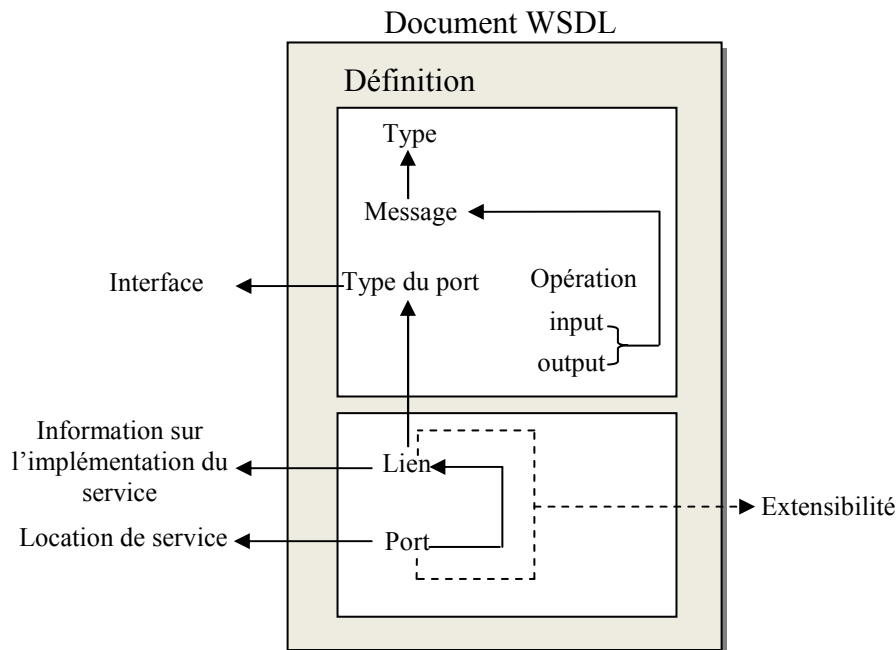 Document WSDL
Définition
Type
Message
Interface
Type du port
Opération
input
output
Information sur
l’implémentation du
service
Lien
Extensibilité
Location de service
Port